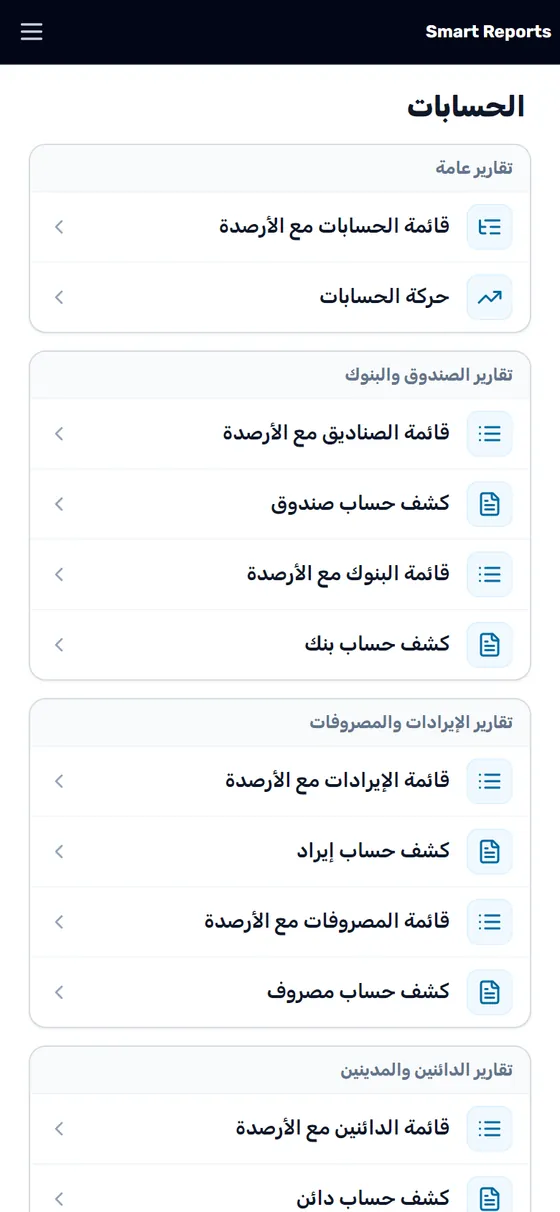 Smart Reports
الحسابات
تقارير عامة
قائمة الحسابات مع الأرصدة
حركة الحسابات
تقارير الصندوق والبنوك
قائمة الصناديق مع الأرصدة
كشف حساب صندوق
قائمة البنوك مع الأرصدة
كشف حساب بنك
تقارير الإيرادات والمصروفات
قائمة الإيرادات مع الأرصدة
كشف حساب إيراد
قائمة المصروفات مع الأرصدة
كشف حساب مصروف
تقارير الدائنين والمدينين
قائمة الدائنين مع الأرصدة
كشف حساب دائن